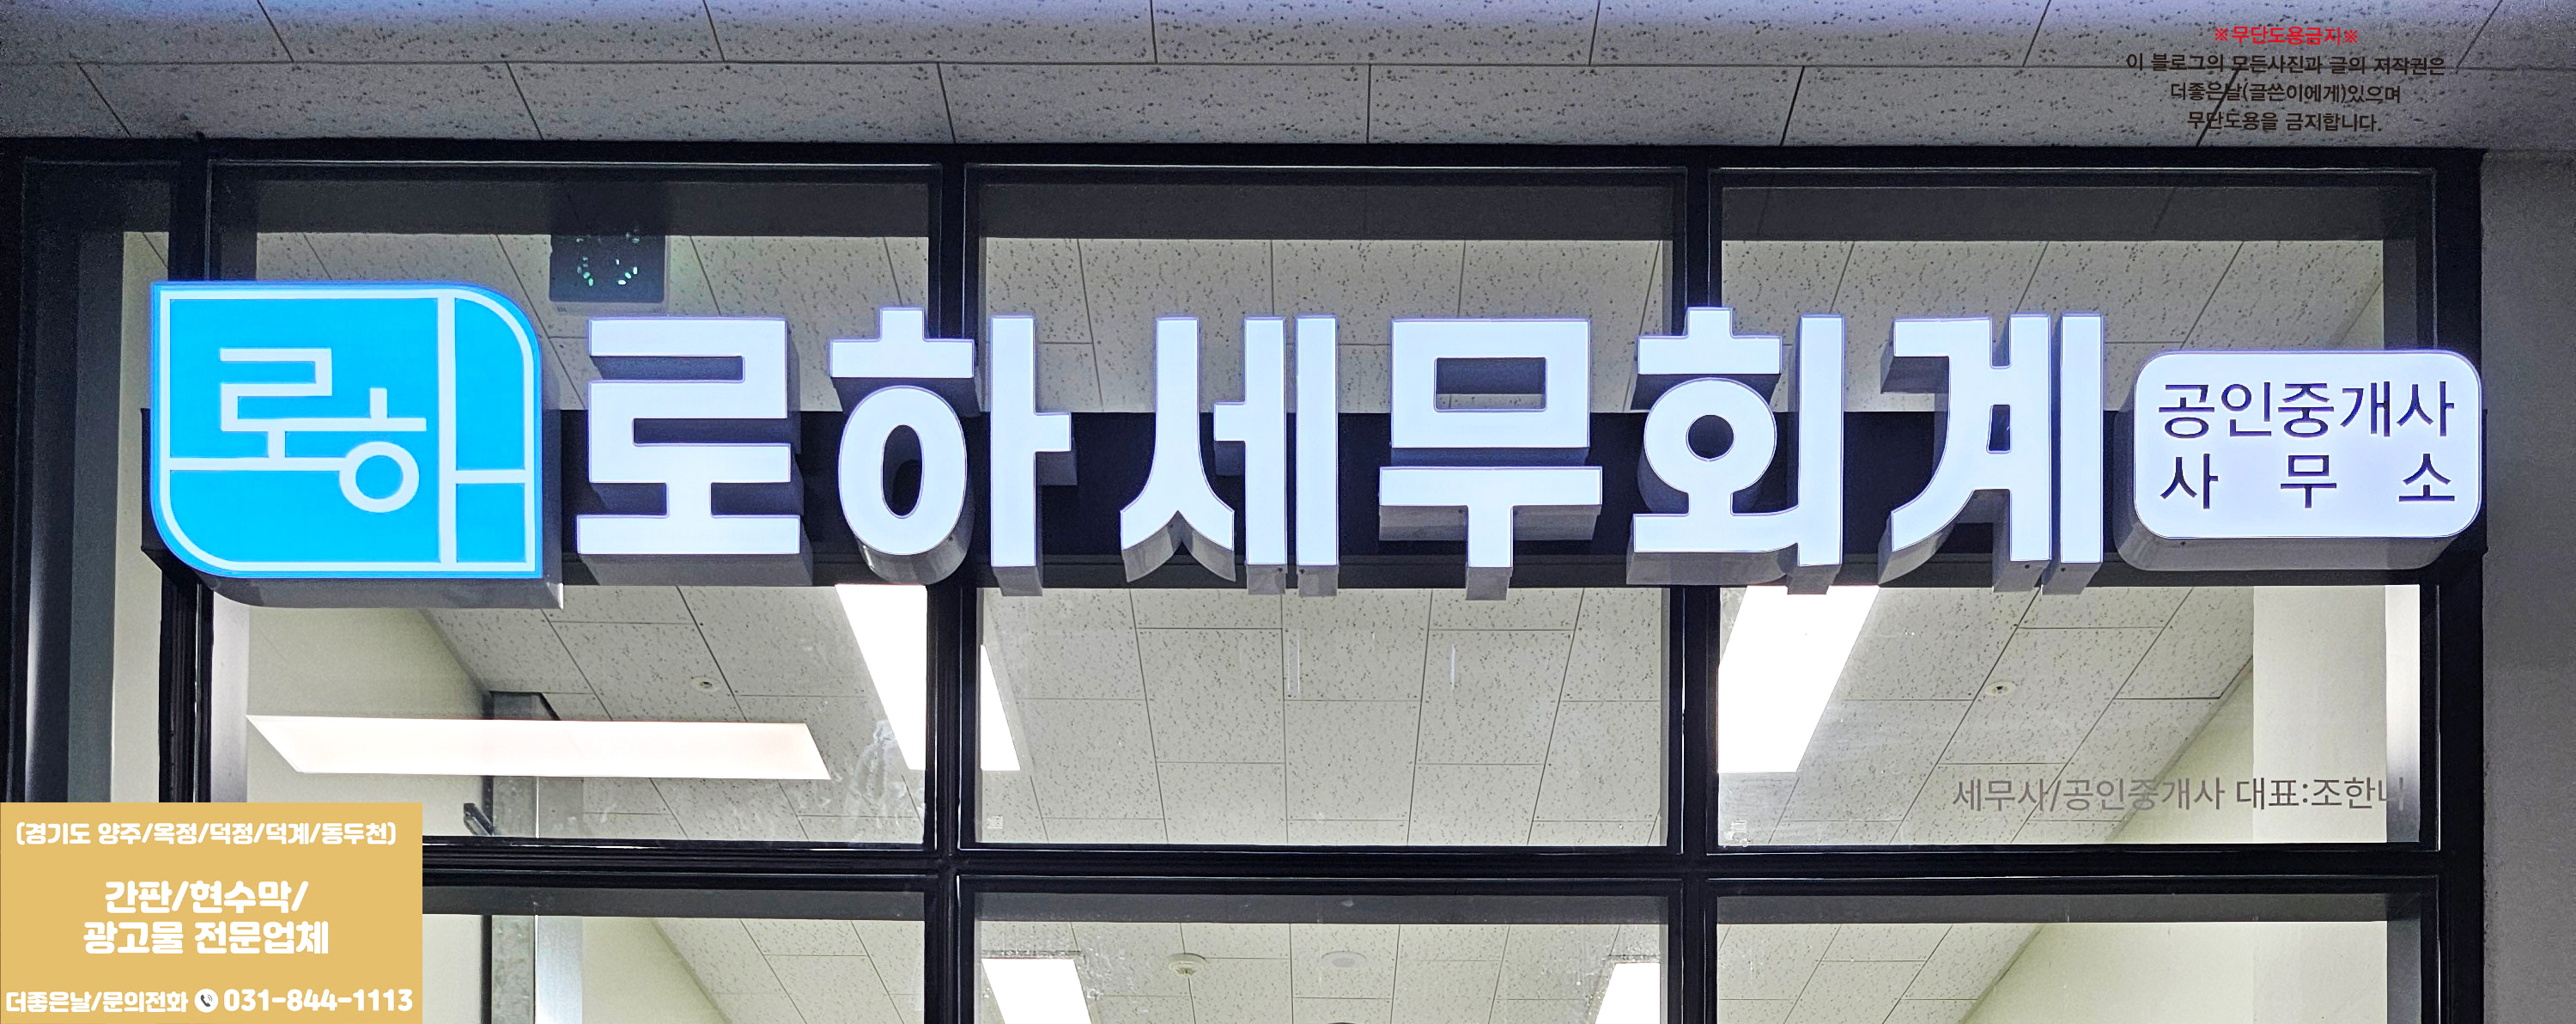 ※무단도용금지※
이 블로그의 모든사진과 글의 저작권은
더좋은날(글쓴이에게)있으며
무단도용을 금지합니다.
로하
로하세무회계
공인중개사
사무소
세무사/공인중개사 대표:조한나
(경기도 양주/옥정/덕정/덕계/동두천)
간판/현수막/
광고물 전문업체
더좋은날/문의전화 031-844-1113